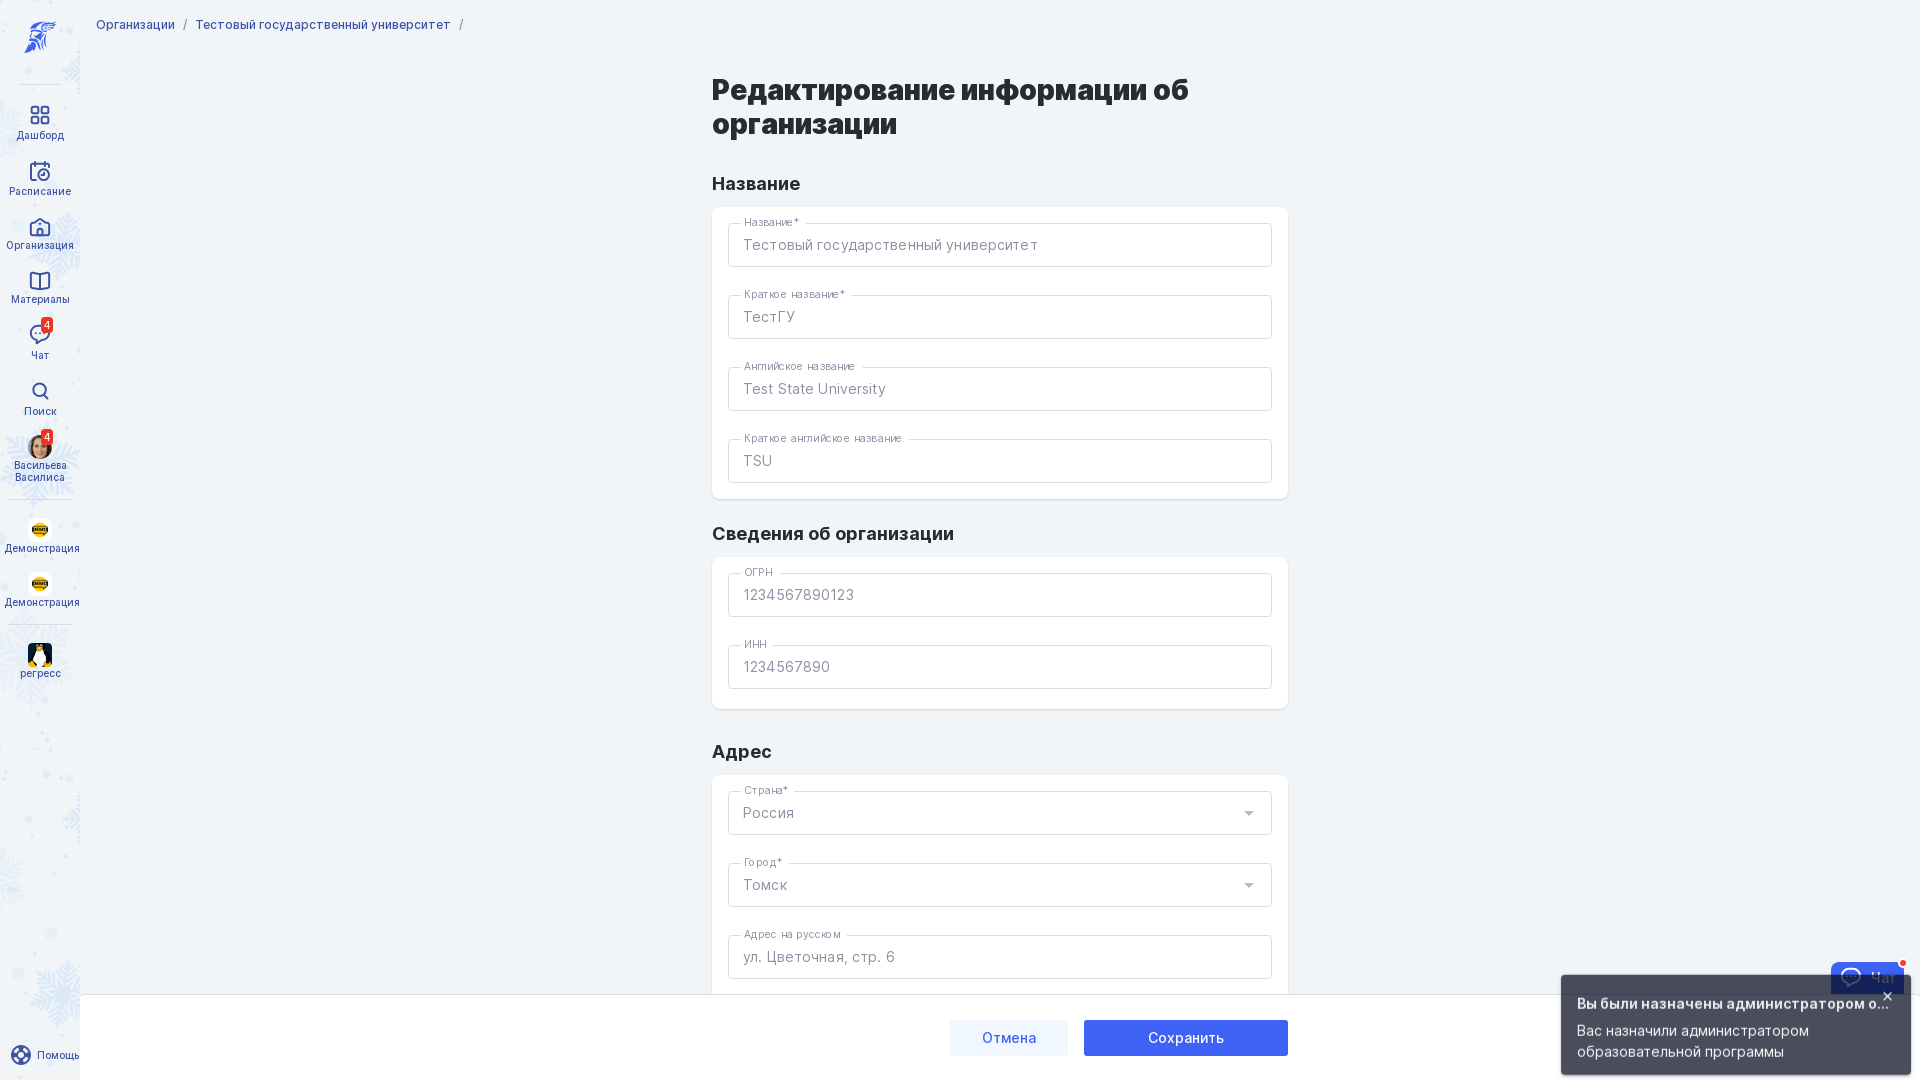 Организации / Тестовый государственный университет /
Дашборд
Расписание
Организация
Материалы
4
Чат
Поиск
4
Васильева
Василиса
Демонстрация
Демонстрация
регресс
Помощь
Редактирование информации об
организации
Название
Название*
Тестовый государственный университет
Краткое название*
ТестГУ
Английское название
Test State University
Краткое английское название
TSU
Сведения об организации
ОГРН
1234567890123
ИНН
1234567890
Адрес
Страна*
Россия
Город*
Томск
Адрес на русском
ул. Цветочная, стр. 6
Отмена
Сохранить
Чат
Вы были назначены администратором о...
Вас назначили администратором
образовательной программы